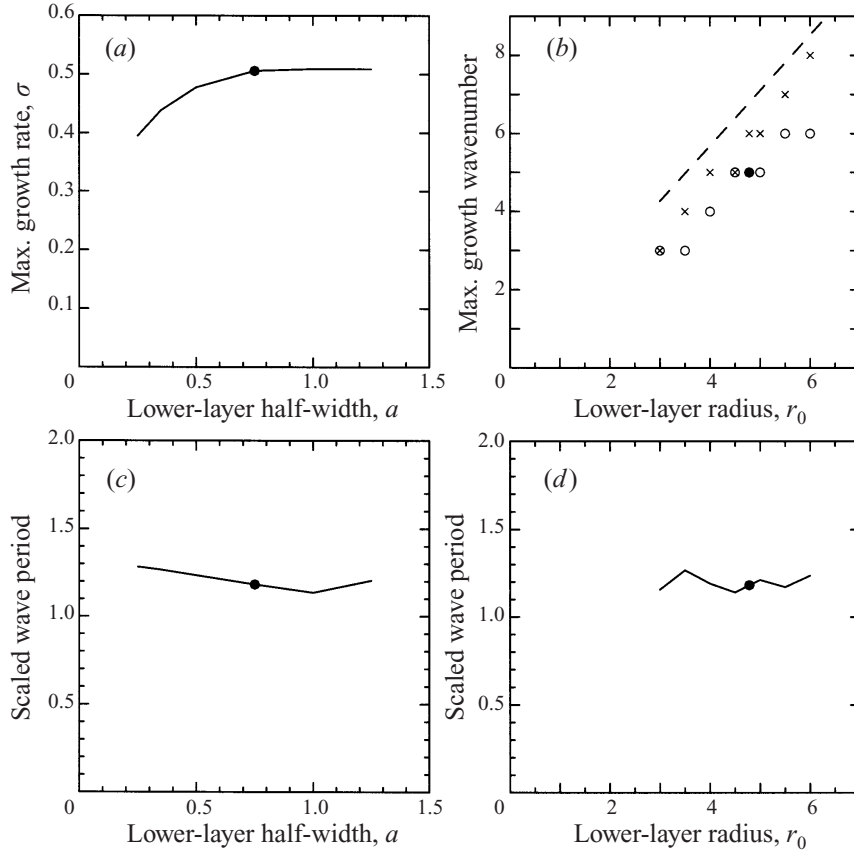 0.6
0.5
0.4
0.3
0.2
0.1
0
0.5
1.0
1.5
(a)
Max. growth rate, σ
Lower-layer half-width, a
8
6
4
2
0
2
4
6
(b)
Max. growth wavenumber
Lower-layer radius, r₀
2.0
1.5
1.0
0.5
0
0.5
1.0
1.5
(c)
Scaled wave period
Lower-layer half-width, a
2.0
1.5
1.0
0.5
0
2
4
6
(d)
Scaled wave period
Lower-layer radius, r₀